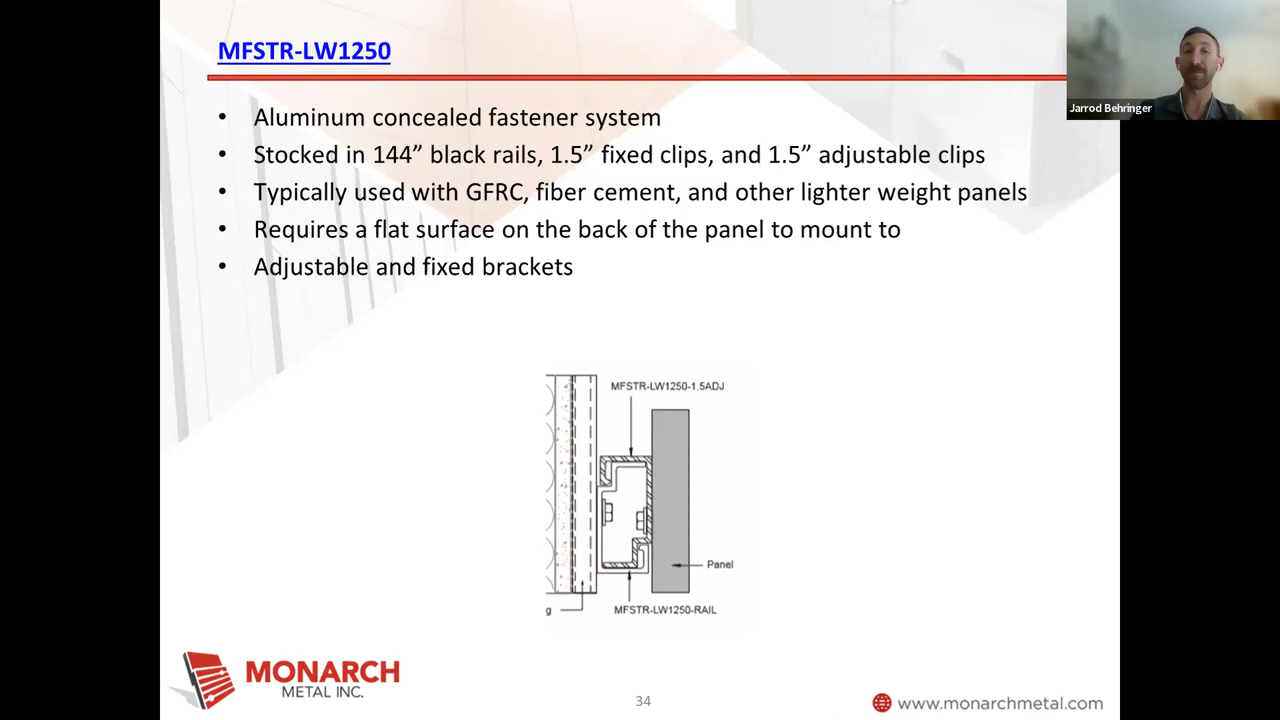 MFSTR-LW1250
Jarrod Behringer
• Aluminum concealed fastener system
• Stocked in 144” black rails, 1.5” fixed clips, and 1.5” adjustable clips
• Typically used with GFRC, fiber cement, and other lighter weight panels
• Requires a flat surface on the back of the panel to mount to
• Adjustable and fixed brackets
MFSTR-LW1250-1.5ADJ
Panel
g
MFSTR-LW1250-RAIL
MONARCH
METAL INC.
34
www.monarchmetal.com